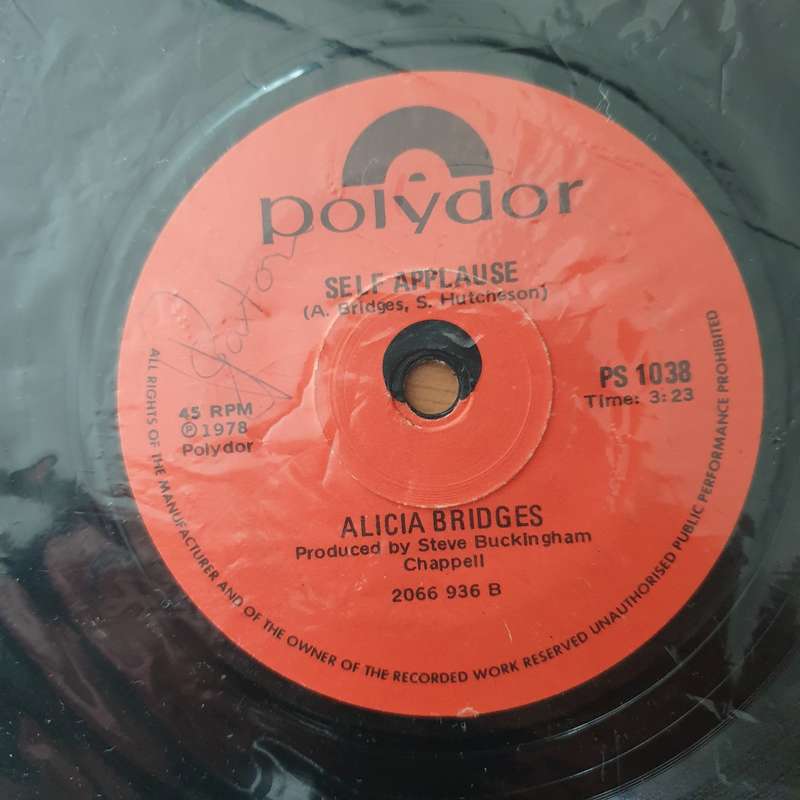 polydor
SELF APPLAUSE
(A. Bridges, S. Hutcheson)
PS 1038
Time: 3:23
45 RPM
℗ 1978
Polydor
ALICIA BRIDGES
Produced by Steve Buckingham
Chappell
2066 936 B
ALL RIGHTS OF THE MANUFACTURER AND OF THE OWNER OF THE RECORDED WORK RESERVED UNAUTHORISED PUBLIC PERFORMANCE PROHIBITED